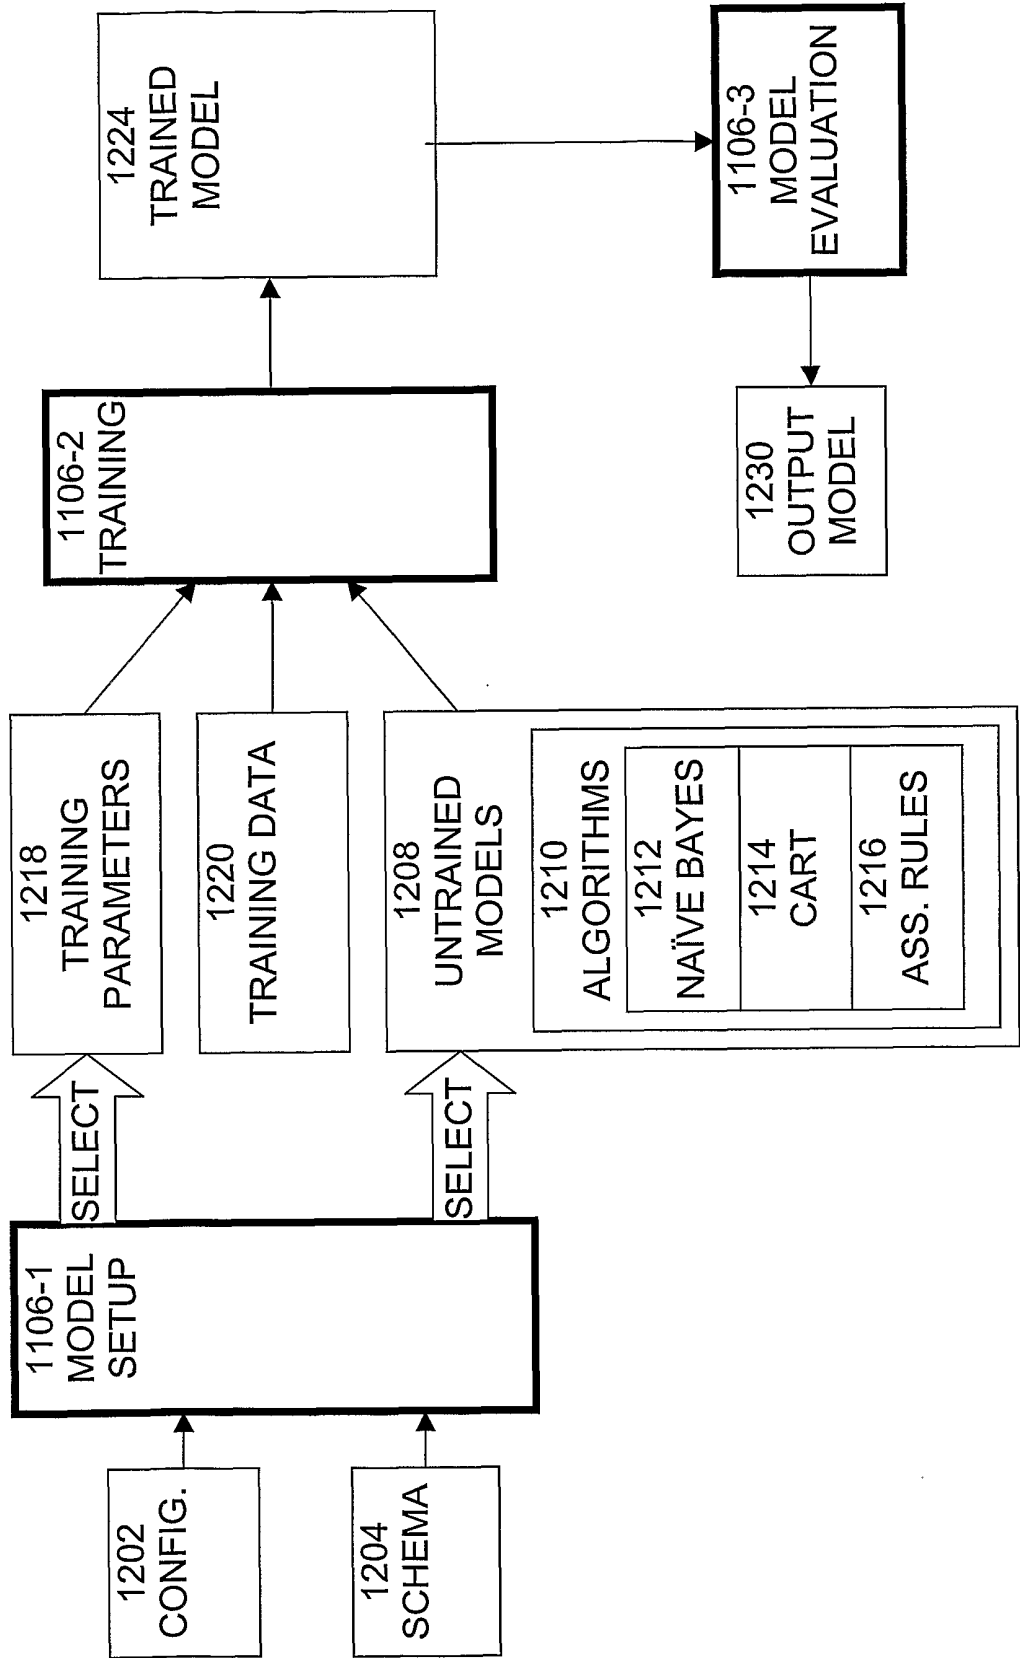 1202
CONFIG.
1204
SCHEMA
1106-1
MODEL
SETUP
SELECT
SELECT
1218
TRAINING
PARAMETERS
1220
TRAINING DATA
1208
UNTRAINED
MODELS
1210
ALGORITHMS
1212
NAÏVE BAYES
1214
CART
1216
ASS. RULES
1106-2
TRAINING
1224
TRAINED
MODEL
1106-3
MODEL
EVALUATION
1230
OUTPUT
MODEL